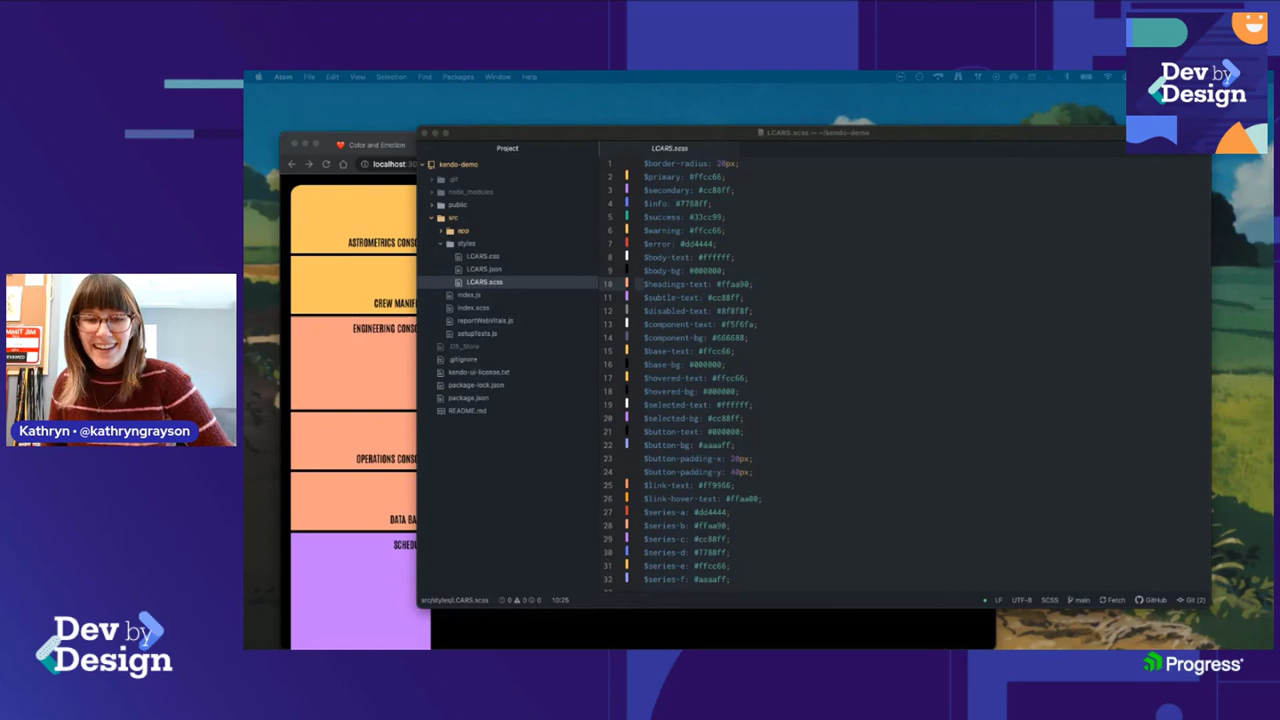 Dev by
Design
Atom File Edit View Selection Find Packages Window Help
Color and Emotion
localhost:30
ASTROMETRICS CONSO
CREW MANIF
ENGINEERING CONSO
OPERATIONS CONSO
DATA BA
SCHED
LCARS.scss — ~/kendo-demo
Project
LCARS.scss
kendo-demo
.git
node_modules
public
src
app
styles
LCARS.css
LCARS.json
LCARS.scss
index.js
index.scss
reportWebVitals.js
setupTests.js
.DS_Store
.gitignore
kendo-ui-license.txt
package-lock.json
package.json
README.md
1 $border-radius: 20px;
2 $primary: #ffcc66;
3 $secondary: #cc88ff;
4 $info: #7788ff;
5 $success: #33cc99;
6 $warning: #ffcc66;
7 $error: #dd4444;
8 $body-text: #ffffff;
9 $body-bg: #000000;
10 $headings-text: #ffaa90;
11 $subtle-text: #cc88ff;
12 $disabled-text: #8f8f8f;
13 $component-text: #f5f6fa;
14 $component-bg: #666688;
15 $base-text: #ffcc66;
16 $base-bg: #000000;
17 $hovered-text: #ffcc66;
18 $hovered-bg: #000000;
19 $selected-text: #ffffff;
20 $selected-bg: #cc88ff;
21 $button-text: #000000;
22 $button-bg: #aaaaff;
23 $button-padding-x: 20px;
24 $button-padding-y: 40px;
25 $link-text: #ff9966;
26 $link-hover-text: #ffaa00;
27 $series-a: #dd4444;
28 $series-b: #ffaa90;
29 $series-c: #cc88ff;
30 $series-d: #7788ff;
31 $series-e: #ffcc66;
32 $series-f: #aaaaff;
src/styles/LCARS.scss 0 0 0 10:25 LF UTF-8 SCSS main Fetch GitHub Git (2)
Kathryn • @kathryngrayson
Dev by
Design
Progress®